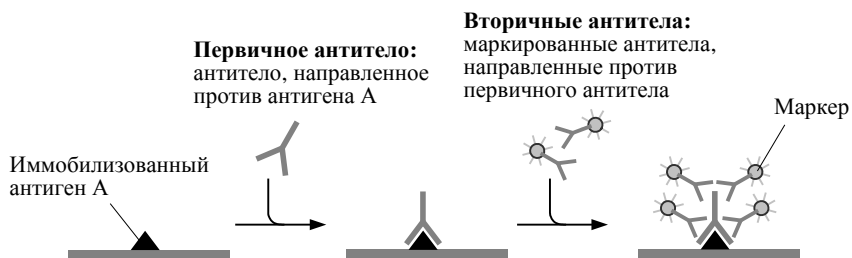 Первичное антитело:
антитело, направленное
против антигена А
Вторичные антитела:
маркированные антитела,
направленные против
первичного антитела
Маркер
Иммобилизованный
антиген А